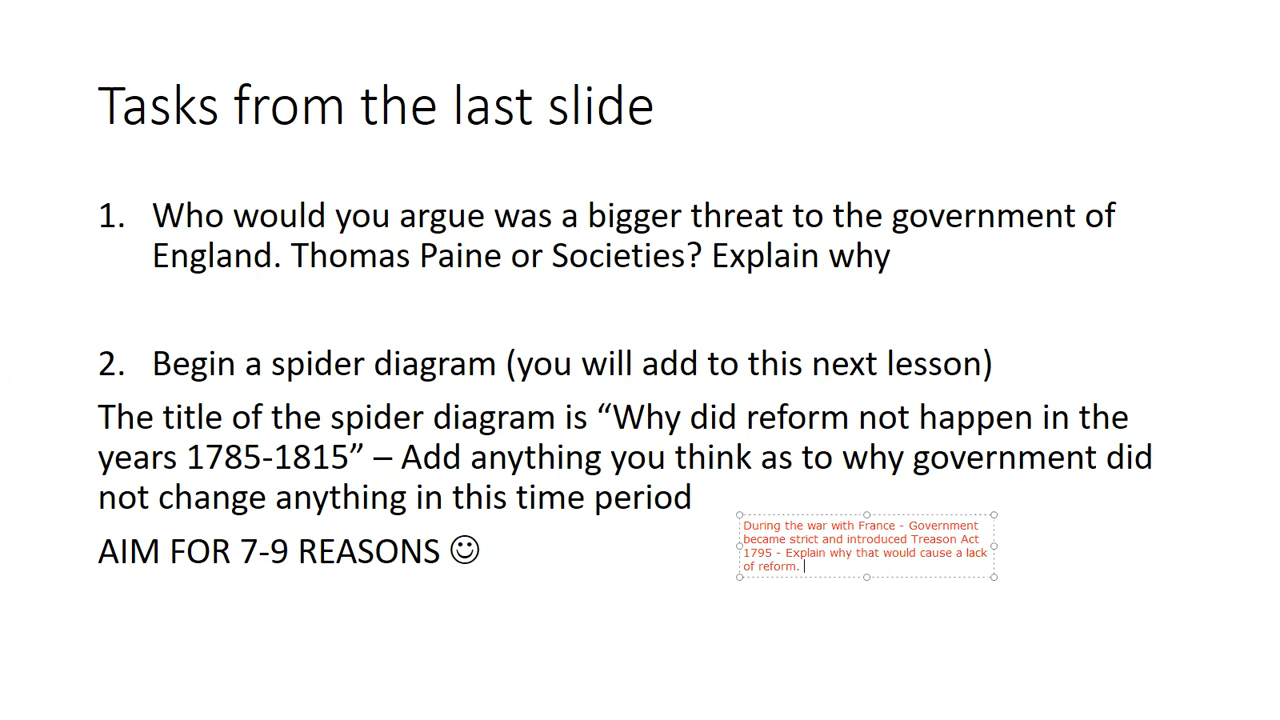 Tasks from the last slide
1. Who would you argue was a bigger threat to the government of
England. Thomas Paine or Societies? Explain why
2. Begin a spider diagram (you will add to this next lesson)
The title of the spider diagram is “Why did reform not happen in the
years 1785-1815” – Add anything you think as to why government did
not change anything in this time period
AIM FOR 7-9 REASONS ☺
During the war with France - Government
became strict and introduced Treason Act
1795 - Explain why that would cause a lack
of reform.